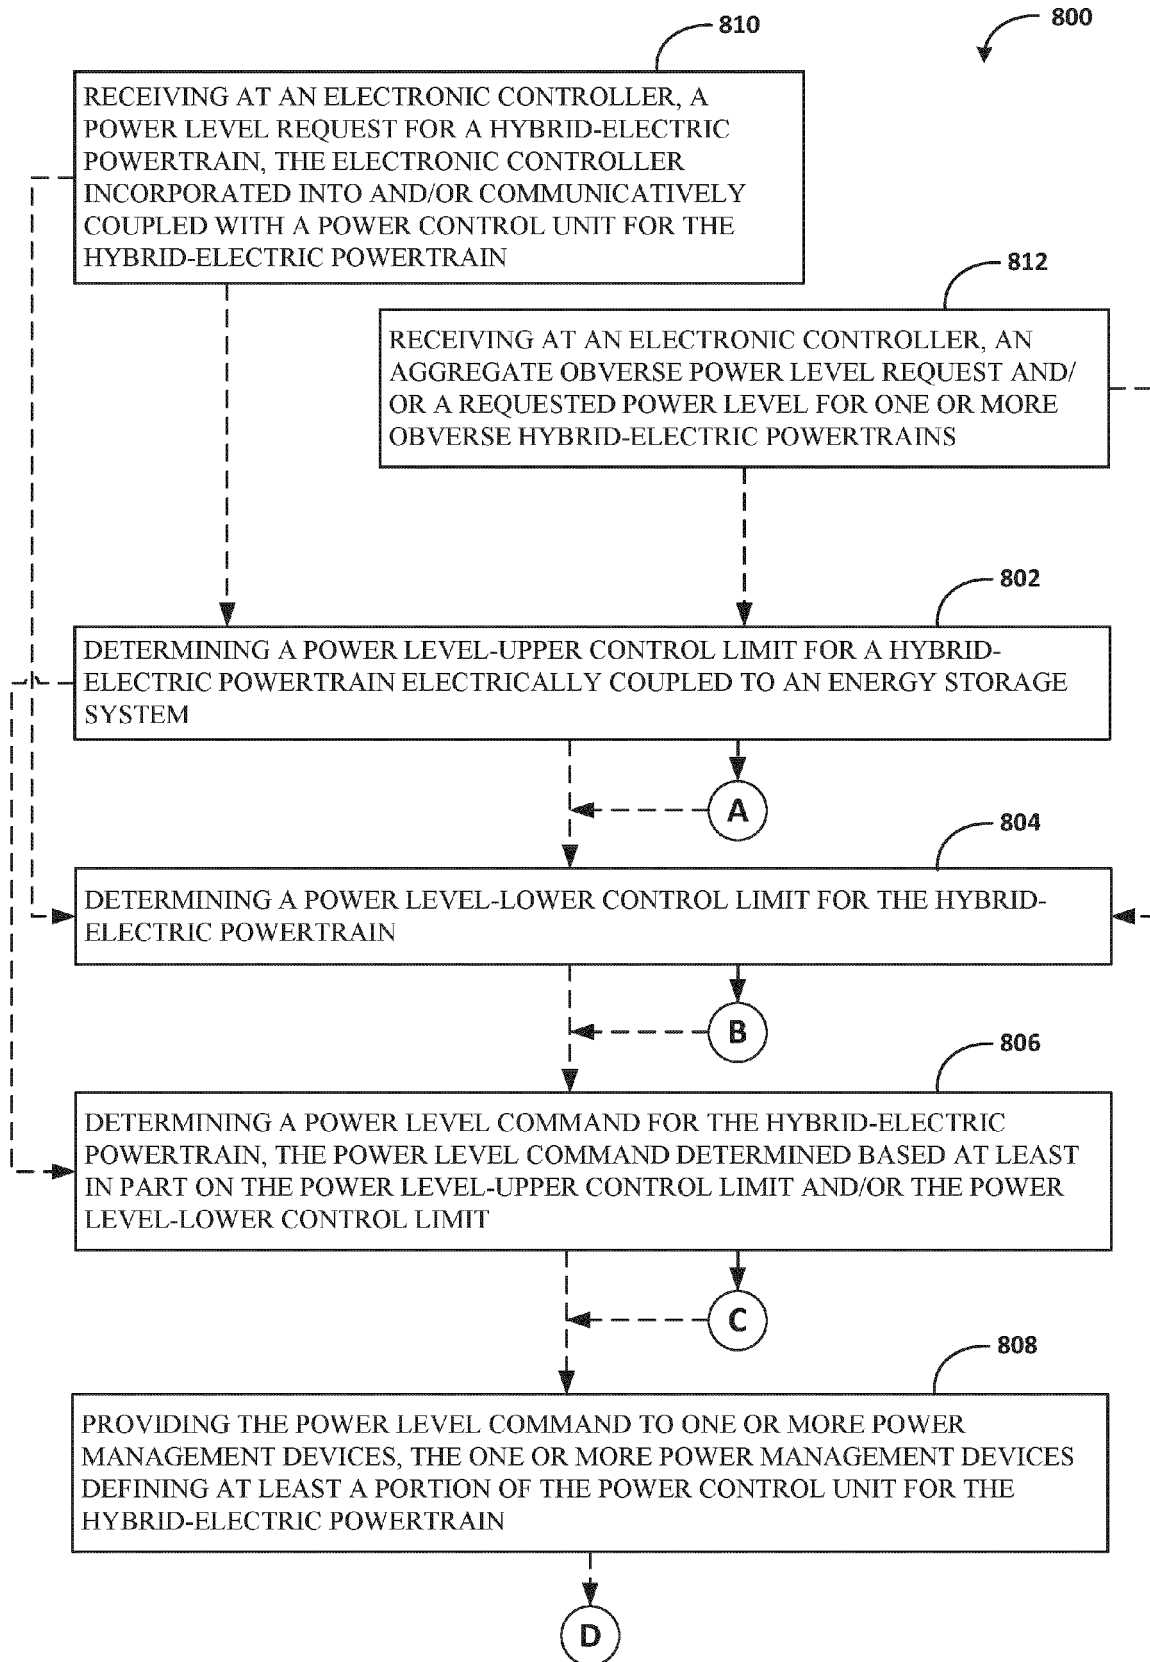 800
810
RECEIVING AT AN ELECTRONIC CONTROLLER, A
POWER LEVEL REQUEST FOR A HYBRID-ELECTRIC
POWERTRAIN, THE ELECTRONIC CONTROLLER
INCORPORATED INTO AND/OR COMMUNICATIVELY
COUPLED WITH A POWER CONTROL UNIT FOR THE
HYBRID-ELECTRIC POWERTRAIN
812
RECEIVING AT AN ELECTRONIC CONTROLLER, AN
AGGREGATE OBVERSE POWER LEVEL REQUEST AND/
OR A REQUESTED POWER LEVEL FOR ONE OR MORE
OBVERSE HYBRID-ELECTRIC POWERTRAINS
802
DETERMINING A POWER LEVEL-UPPER CONTROL LIMIT FOR A HYBRID-
ELECTRIC POWERTRAIN ELECTRICALLY COUPLED TO AN ENERGY STORAGE
SYSTEM
A
804
DETERMINING A POWER LEVEL-LOWER CONTROL LIMIT FOR THE HYBRID-
ELECTRIC POWERTRAIN
B
806
DETERMINING A POWER LEVEL COMMAND FOR THE HYBRID-ELECTRIC
POWERTRAIN, THE POWER LEVEL COMMAND DETERMINED BASED AT LEAST
IN PART ON THE POWER LEVEL-UPPER CONTROL LIMIT AND/OR THE POWER
LEVEL-LOWER CONTROL LIMIT
C
808
PROVIDING THE POWER LEVEL COMMAND TO ONE OR MORE POWER
MANAGEMENT DEVICES, THE ONE OR MORE POWER MANAGEMENT DEVICES
DEFINING AT LEAST A PORTION OF THE POWER CONTROL UNIT FOR THE
HYBRID-ELECTRIC POWERTRAIN
D